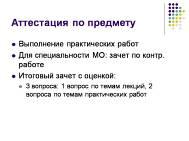 Аттестация по предмету
Выполнение практических работ
Для специальности МО: зачет по контр.
работе
Итоговый зачет с оценкой:
3 вопроса: 1 вопрос по темам лекций, 2
вопроса по темам практических работ